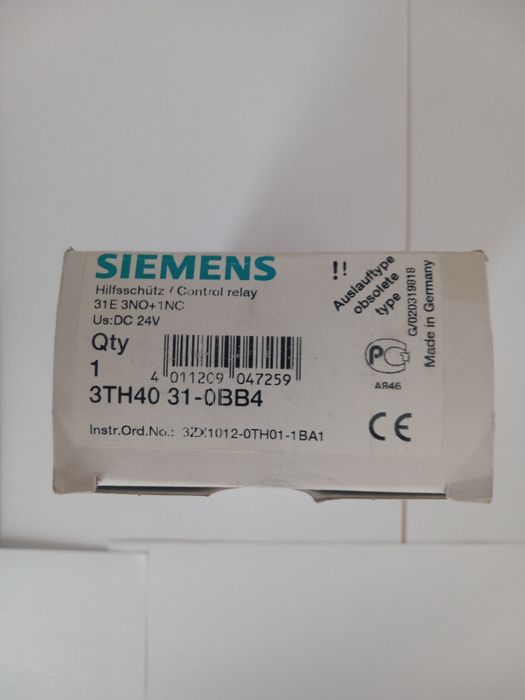 SIEMENS
Hilfsschütz / Control relay
31E 3NO+1NC
Us:DC 24V
Qty
1
4 011209 047259
3TH40 31-0BB4
Instr.Ord.No.: 3ZX1012-0TH01-1BA1
!!
Auslauftype
obsolete
type
G/020319818
Made in Germany
PC
АЯ46
CE